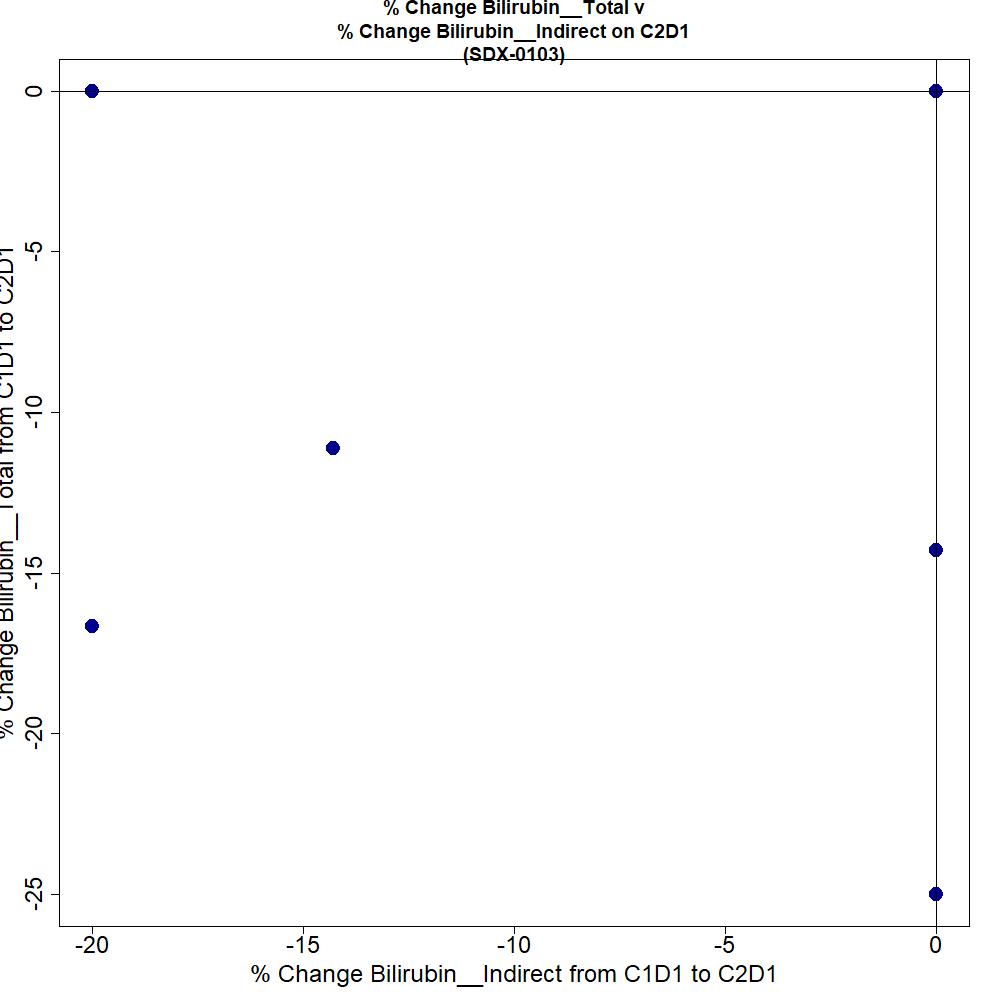 % Change Bilirubin__Total v
% Change Bilirubin__Indirect on C2D1
(SDX-0103)
% Change Bilirubin__Total from C1D1 to C2D1
0
-5
-10
-15
-20
-25
-20
-15
-10
-5
0
% Change Bilirubin__Indirect from C1D1 to C2D1